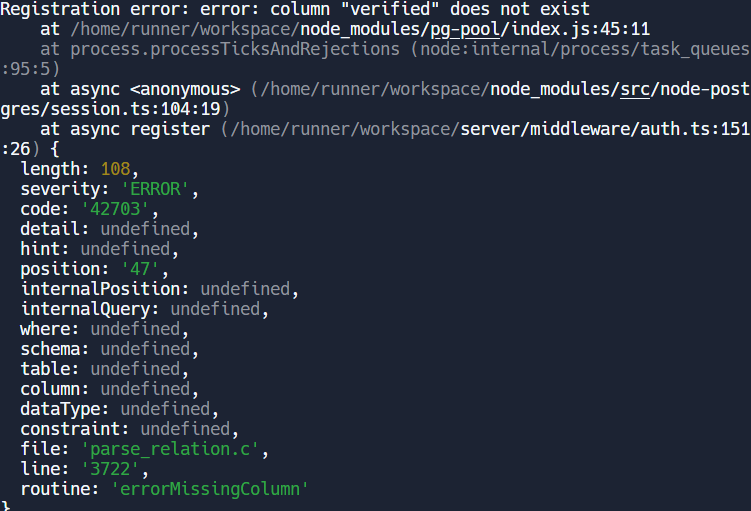 Registration error: error: column "verified" does not exist
    at /home/runner/workspace/node_modules/pg-pool/index.js:45:11
    at process.processTicksAndRejections (node:internal/process/task_queues
:95:5)
    at async <anonymous> (/home/runner/workspace/node_modules/src/node-post
gres/session.ts:104:19)
    at async register (/home/runner/workspace/server/middleware/auth.ts:151
:26) {
  length: 108,
  severity: 'ERROR',
  code: '42703',
  detail: undefined,
  hint: undefined,
  position: '47',
  internalPosition: undefined,
  internalQuery: undefined,
  where: undefined,
  schema: undefined,
  table: undefined,
  column: undefined,
  dataType: undefined,
  constraint: undefined,
  file: 'parse_relation.c',
  line: '3722',
  routine: 'errorMissingColumn'
}